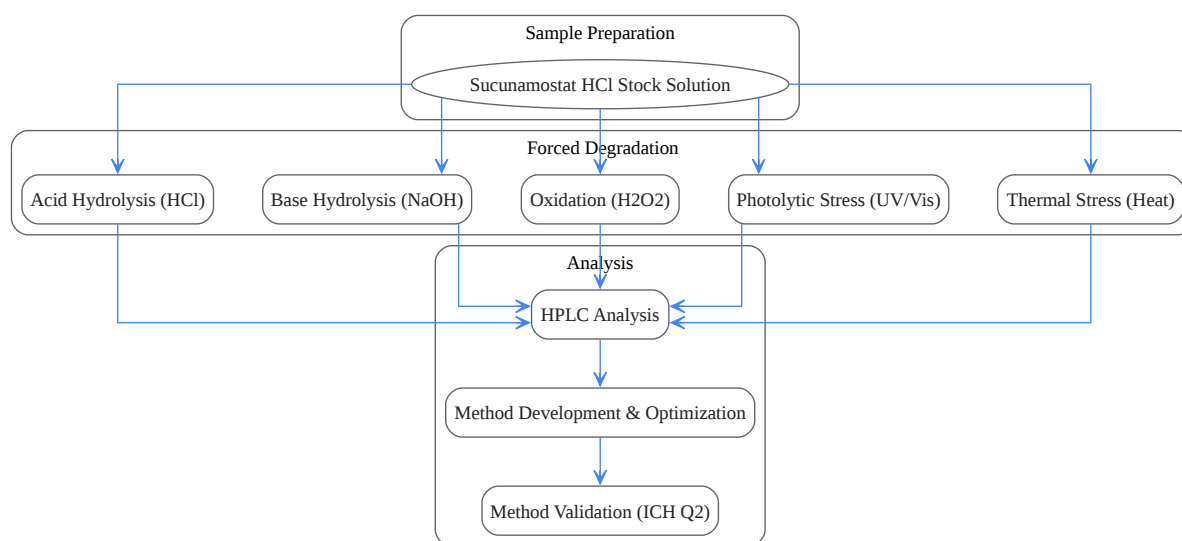 Sample Preparation
Sucunamostat HCl Stock Solution
Forced Degradation
Acid Hydrolysis (HCl)
Base Hydrolysis (NaOH)
Oxidation (H2O2)
Photolytic Stress (UV/Vis)
Thermal Stress (Heat)
Analysis
HPLC Analysis
Method Development & Optimization
Method Validation (ICH Q2)